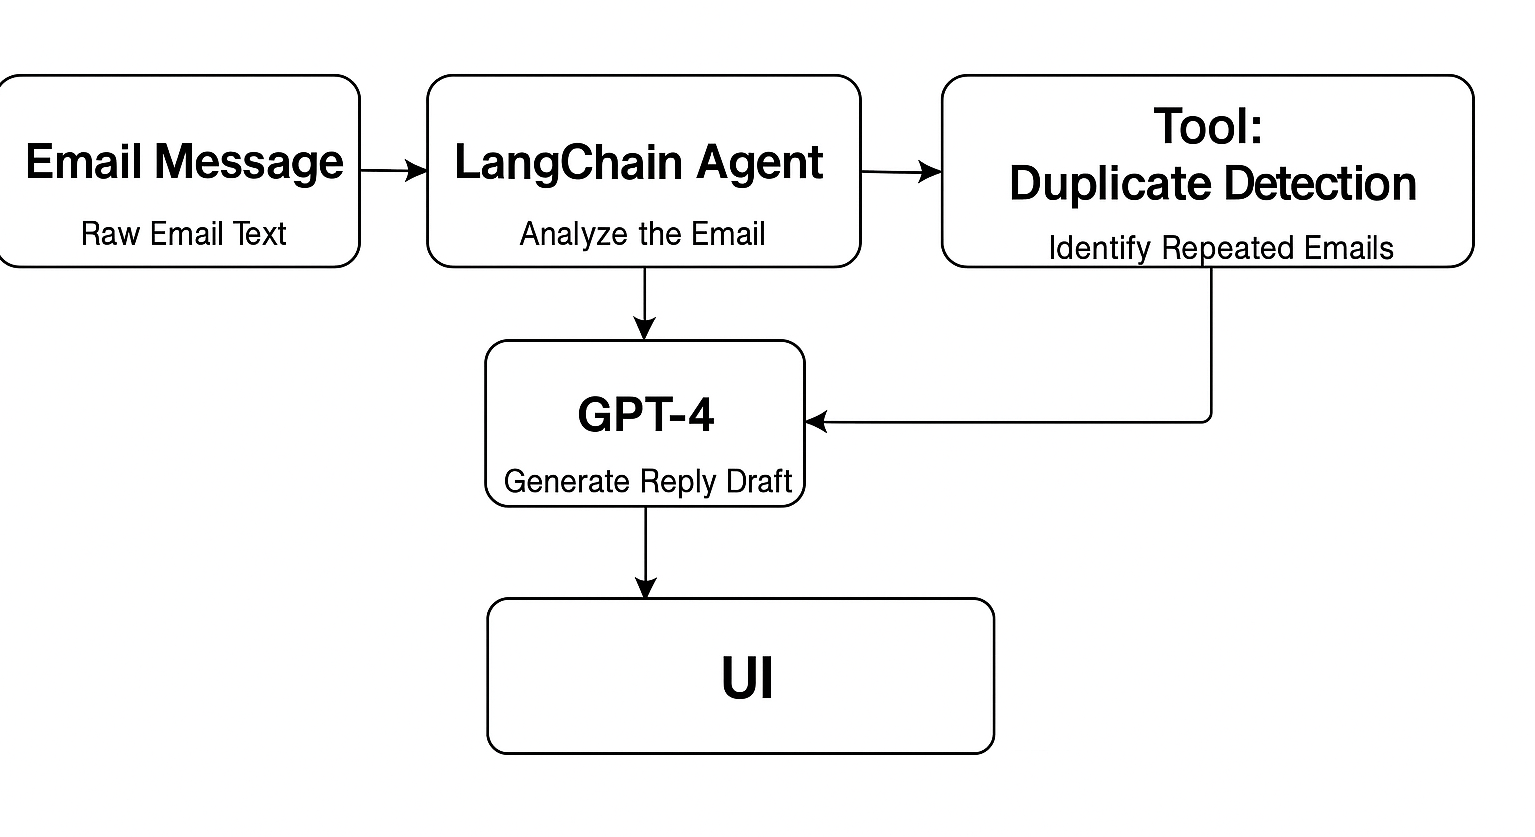 Email Message
Raw Email Text
LangChain Agent
Analyze the Email
Tool:
Duplicate Detection
Identify Repeated Emails
GPT-4
Generate Reply Draft
UI